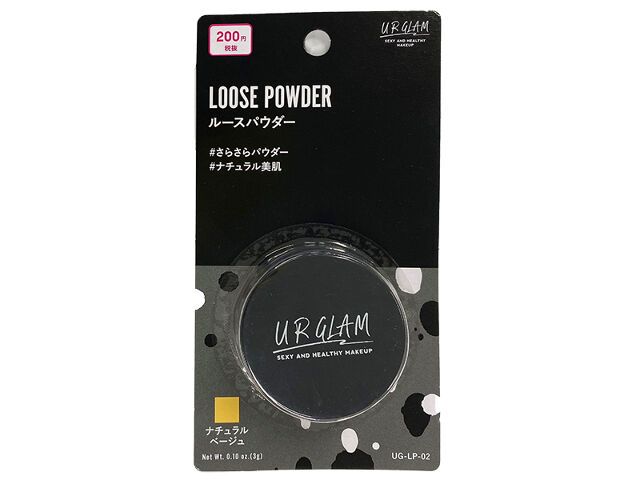 200円
税抜
UR GLAM
SEXY AND HEALTHY
MAKEUP
LOOSE POWDER
ルースパウダー
#さらさらパウダー
#ナチュラル美肌
UR GLAM
SEXY AND HEALTHY MAKEUP
ナチュラル
ベージュ
Net Wt. 0.10 oz.(3g)
UG-LP-02